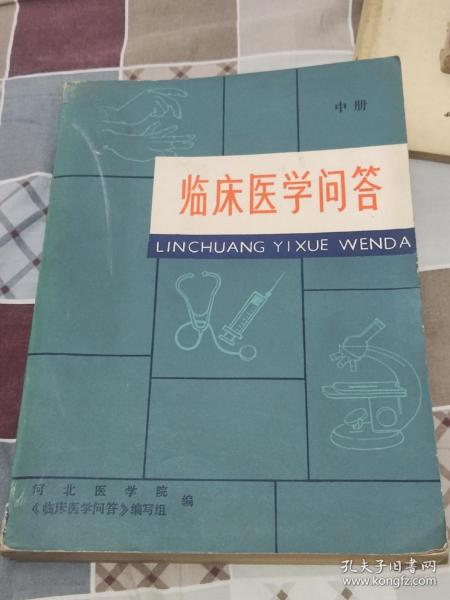 中册
临床医学问答
LINCHUANG YIXUE WENDA
河北医学院
《临床医学问答》编写组
编
孔夫子旧书网
www.kongfz.com